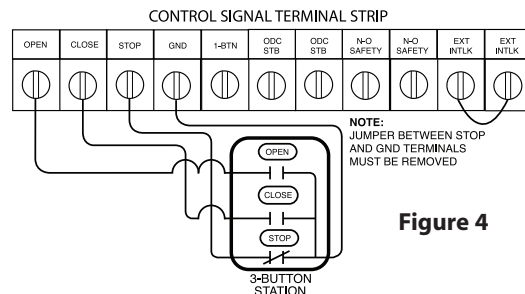 CONTROL SIGNAL TERMINAL STRIP
OPEN
CLOSE
STOP
GND
1-BTN
ODC
STB
ODC
STB
N-O
SAFETY
N-O
SAFETY
EXT
INTLK
EXT
INTLK
NOTE:
JUMPER BETWEEN STOP
AND GND TERMINALS
MUST BE REMOVED
OPEN
CLOSE
STOP
Figure 4
3-BUTTON
STATION